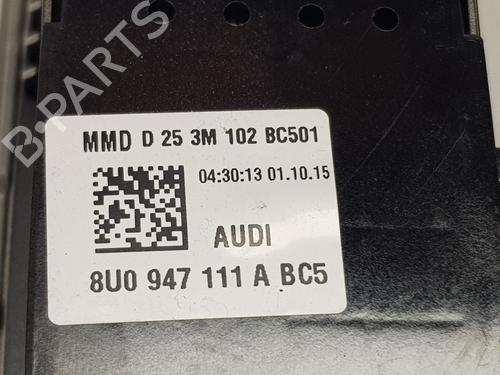 B-PARTS
MMD D 25 3M 102 BC501
04:30:13 01.10.15
AUDI
8U0 947 111 A BC5